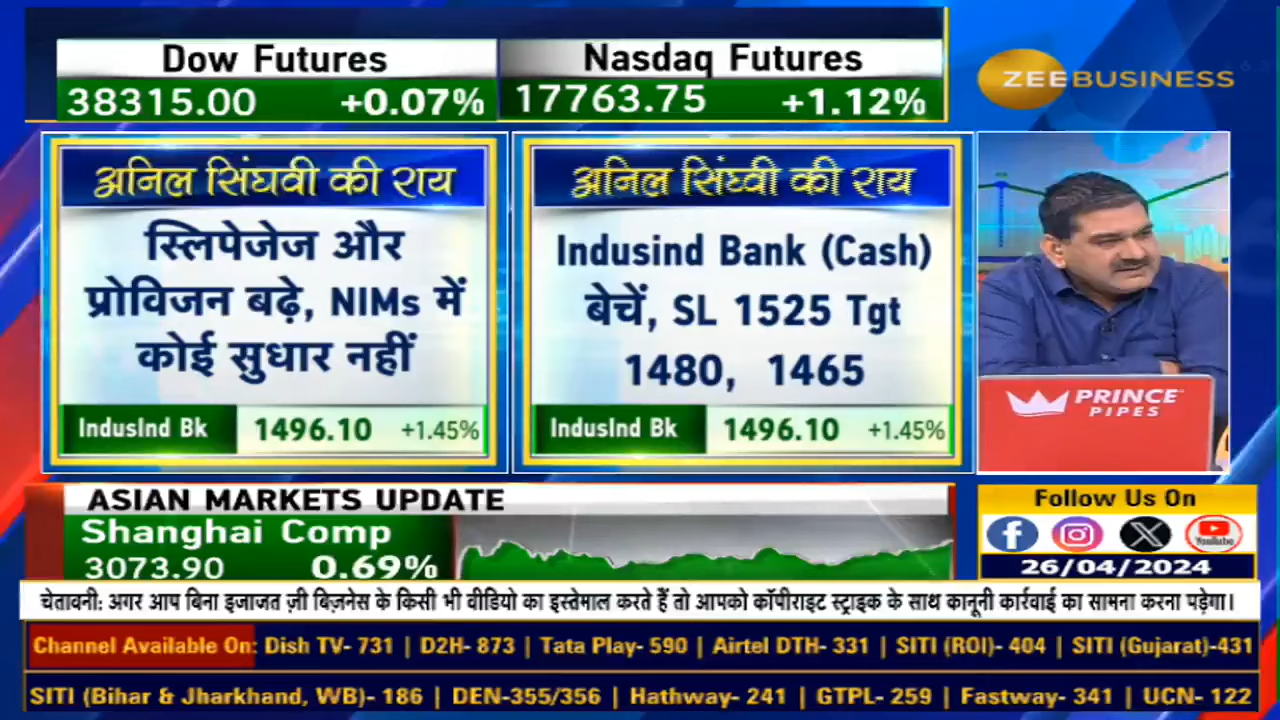 Dow Futures
38315.00 +0.07%
Nasdaq Futures
17763.75 +1.12%
ZEEBUSINESS
अनिल सिंघवी की राय
स्लिपेजेज और
प्रोविजन बढ़े, NIMs में
कोई सुधार नहीं
IndusInd Bk 1496.10 +1.45%
अनिल सिंघवी की राय
Indusind Bank (Cash)
बेचें, SL 1525 Tgt
1480, 1465
IndusInd Bk 1496.10 +1.45%
PRINCE
PIPES
ASIAN MARKETS UPDATE
Shanghai Comp
3073.90 0.69%
Follow Us On
YouTube
26/04/2024
चेतावनी: अगर आप बिना इजाजत ज़ी बिज़नेस के किसी भी वीडियो का इस्तेमाल करते हैं तो आपको कॉपीराइट स्ट्राइक के साथ कानूनी कार्रवाई का सामना करना पड़ेगा।
Channel Available On: Dish TV- 731 | D2H- 873 | Tata Play- 590 | Airtel DTH- 331 | SITI (ROI)- 404 | SITI (Gujarat)-431
SITI (Bihar & Jharkhand, WB)- 186 | DEN-355/356 | Hathway- 241 | GTPL- 259 | Fastway- 341 | UCN- 122